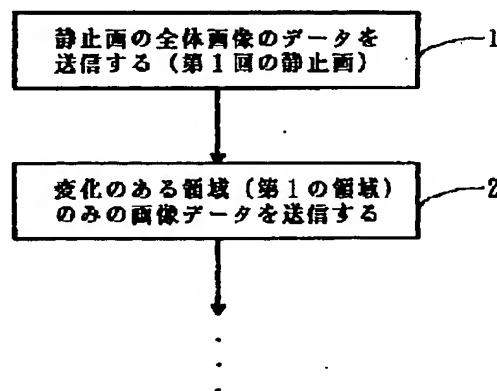 静止画の全体画像のデータを
送信する（第1回の静止画）
1
変化のある領域（第1の領域）
のみの画像データを送信する
2